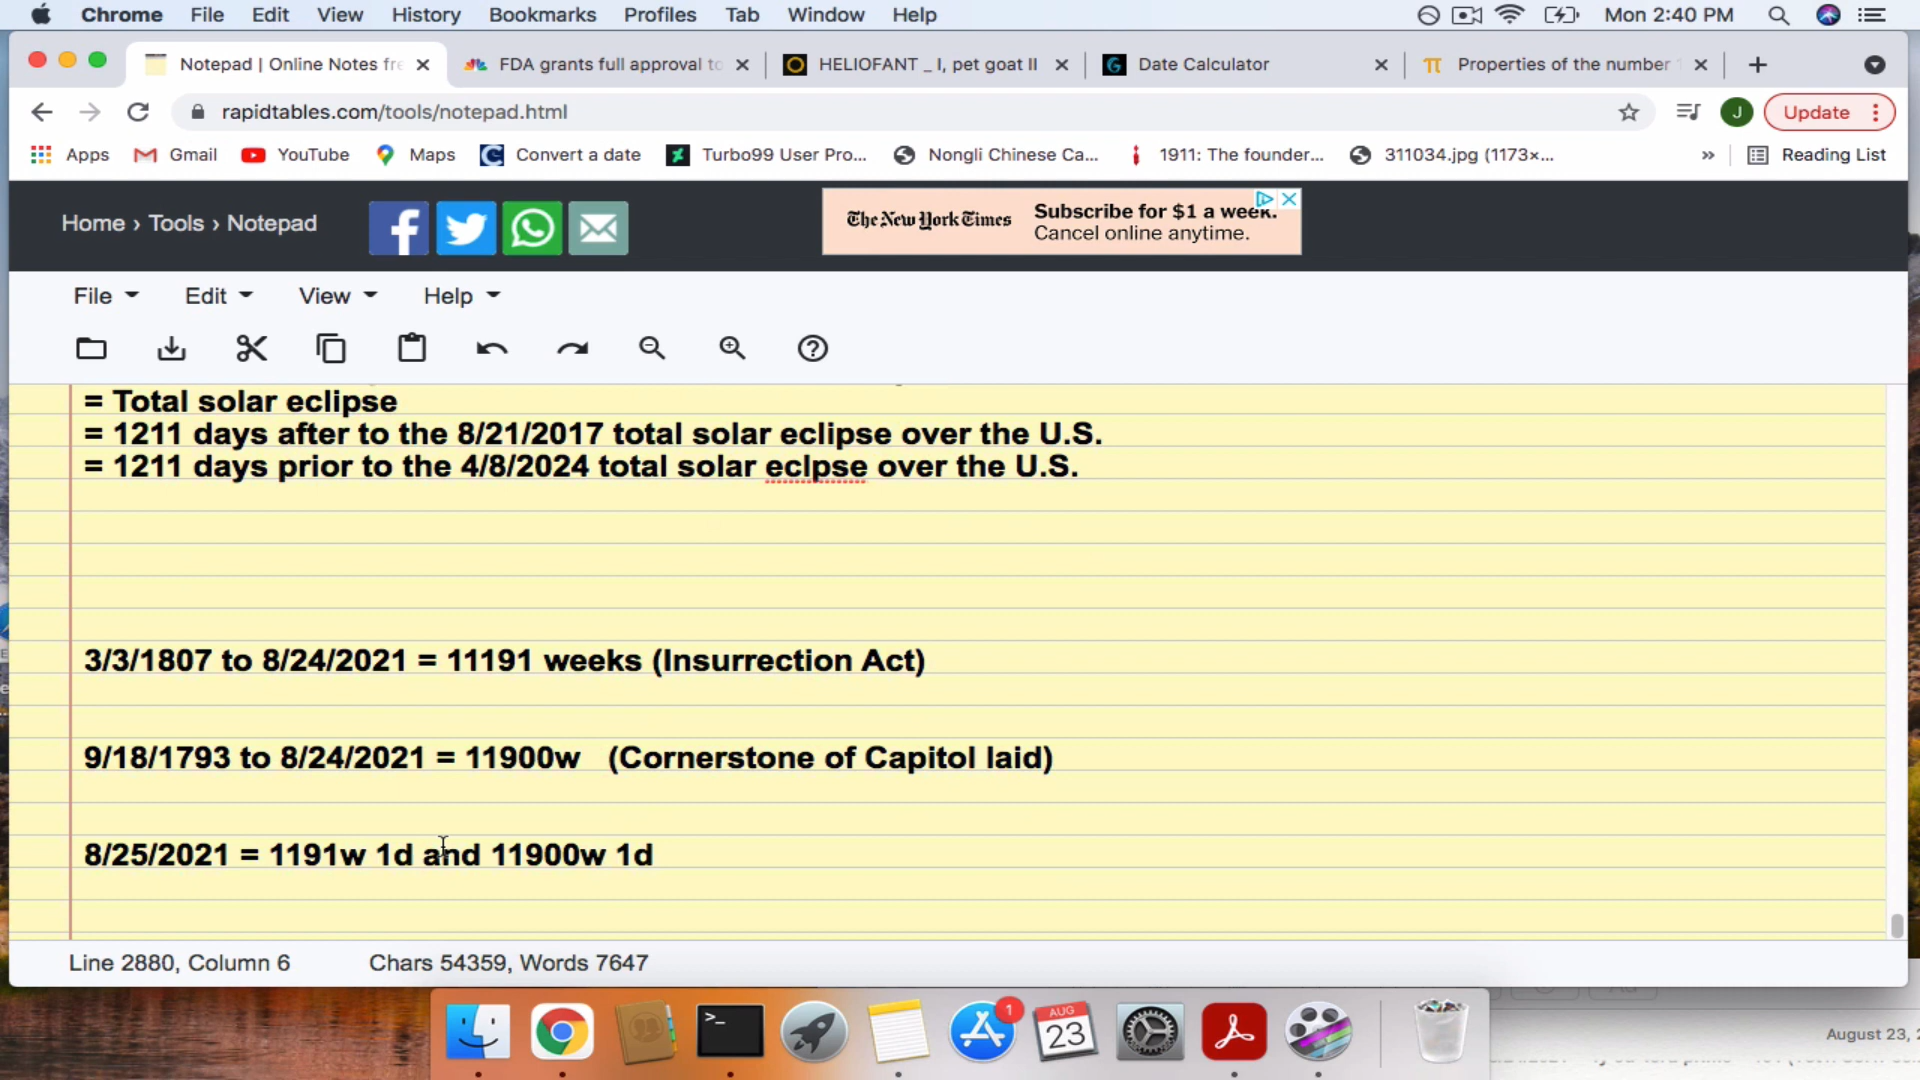 Chrome File Edit View History Bookmarks Profiles Tab Window Help Mon 2:40 PM
Notepad | Online Notes fre FDA grants full approval to HELIOFANT _ I, pet goat II Date Calculator Properties of the number
rapidtables.com/tools/notepad.html J Update
Apps Gmail YouTube Maps Convert a date Turbo99 User Pro... Nongli Chinese Ca... 1911: The founder... 311034.jpg (1173×... » Reading List
Home › Tools › Notepad
The New York Times Subscribe for $1 a week.
Cancel online anytime.
File Edit View Help
= Total solar eclipse
= 1211 days after to the 8/21/2017 total solar eclipse over the U.S.
= 1211 days prior to the 4/8/2024 total solar eclpse over the U.S.
3/3/1807 to 8/24/2021 = 11191 weeks (Insurrection Act)
9/18/1793 to 8/24/2021 = 11900w (Cornerstone of Capitol laid)
8/25/2021 = 1191w 1d and 11900w 1d
Line 2880, Column 6 Chars 54359, Words 7647
1
AUG
23
August 23, 2